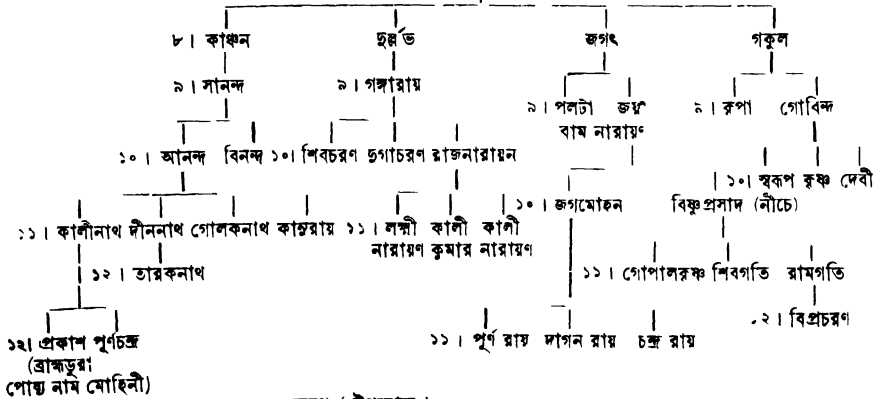 ৮। কাঞ্চন দুর্ল্লভ জগৎ গকুল
৯। সানন্দ ৯। গঙ্গারায় ৯। পলটা জয় ৯। রূপা গোবিন্দ
রাম নারায়ণ
১০। আনন্দ বিনন্দ ১০। শিবচরণ দুগাচরণ রাজনারায়ন ১০। স্বরূপ কৃষ্ণ দেবী
১০। জগমোহন বিষ্ণুপ্রসাদ (নীচে)
১১। কালীনাথ দীননাথ গোলকনাথ কাশুরায় ১১। লক্ষ্মী কালী কালী
নারায়ণ কুমার নারায়ণ
১২। তারকনাথ ১১। গোপালকৃষ্ণ শিবগতি রামগতি
১২। বিপ্রচরণ
১২। প্রকাশ পূর্ণচন্দ্র ১১। পূর্ণ রায় দাগন রায় চন্দ্র রায়
(ব্রাহ্মডুরা
পোষ্য নাম মোহিনী)